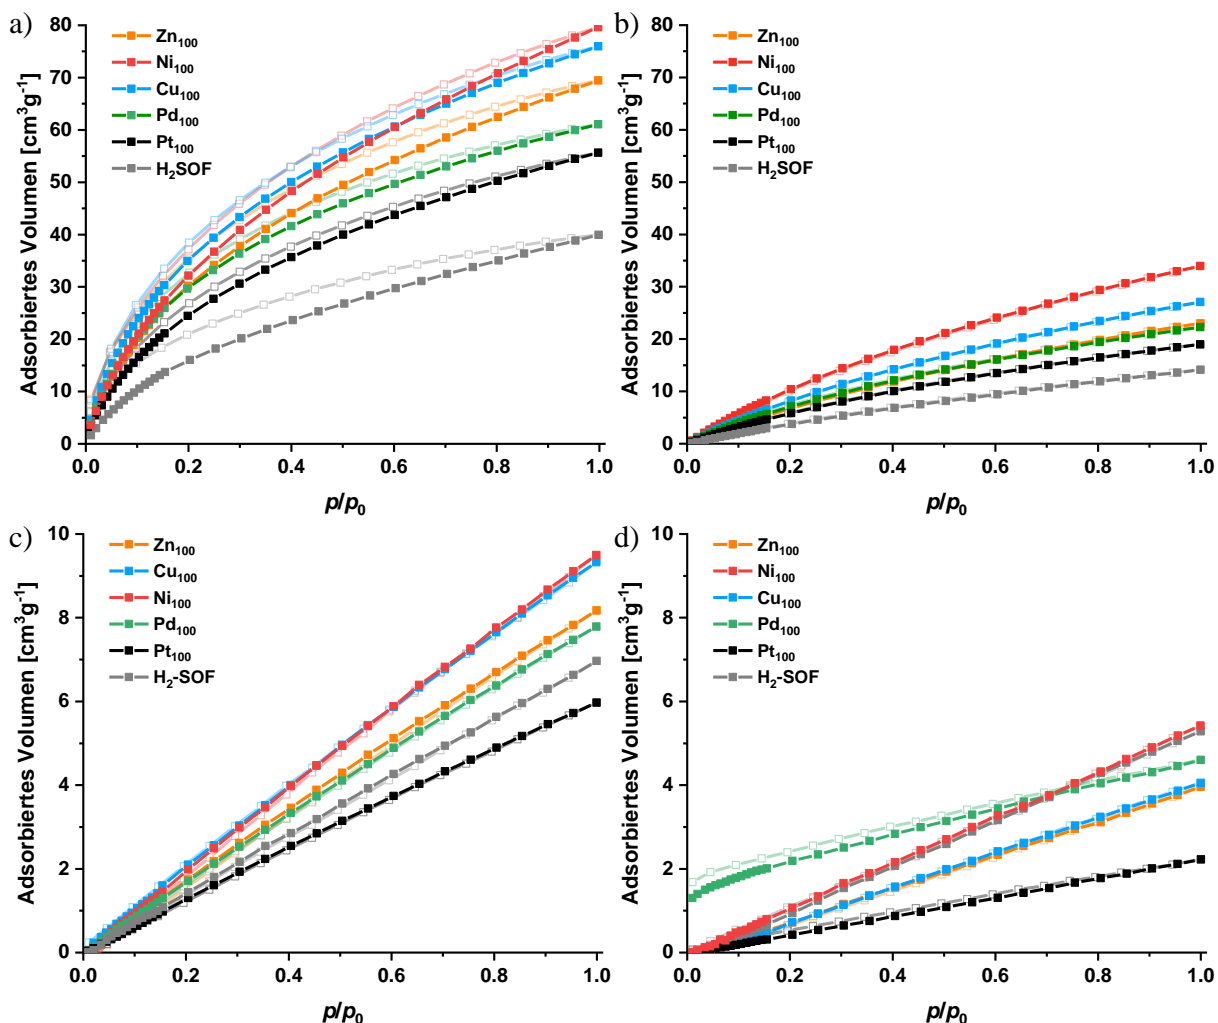 a)
80
70
60
50
40
30
20
10
0
Adsorbiertes Volumen [cm³g⁻¹]
Zn₁₀₀
Ni₁₀₀
Cu₁₀₀
Pd₁₀₀
Pt₁₀₀
H₂SOF
0.0 0.2 0.4 0.6 0.8 1.0
p/p₀
b)
80
70
60
50
40
30
20
10
0
Adsorbiertes Volumen [cm³g⁻¹]
Zn₁₀₀
Ni₁₀₀
Cu₁₀₀
Pd₁₀₀
Pt₁₀₀
H₂SOF
0.0 0.2 0.4 0.6 0.8 1.0
p/p₀
c)
10
8
6
4
2
0
Adsorbiertes Volumen [cm³g⁻¹]
Zn₁₀₀
Cu₁₀₀
Ni₁₀₀
Pd₁₀₀
Pt₁₀₀
H₂-SOF
0.0 0.2 0.4 0.6 0.8 1.0
p/p₀
d)
10
8
6
4
2
0
Adsorbiertes Volumen [cm³g⁻¹]
Zn₁₀₀
Ni₁₀₀
Cu₁₀₀
Pd₁₀₀
Pt₁₀₀
H₂-SOF
0.0 0.2 0.4 0.6 0.8 1.0
p/p₀